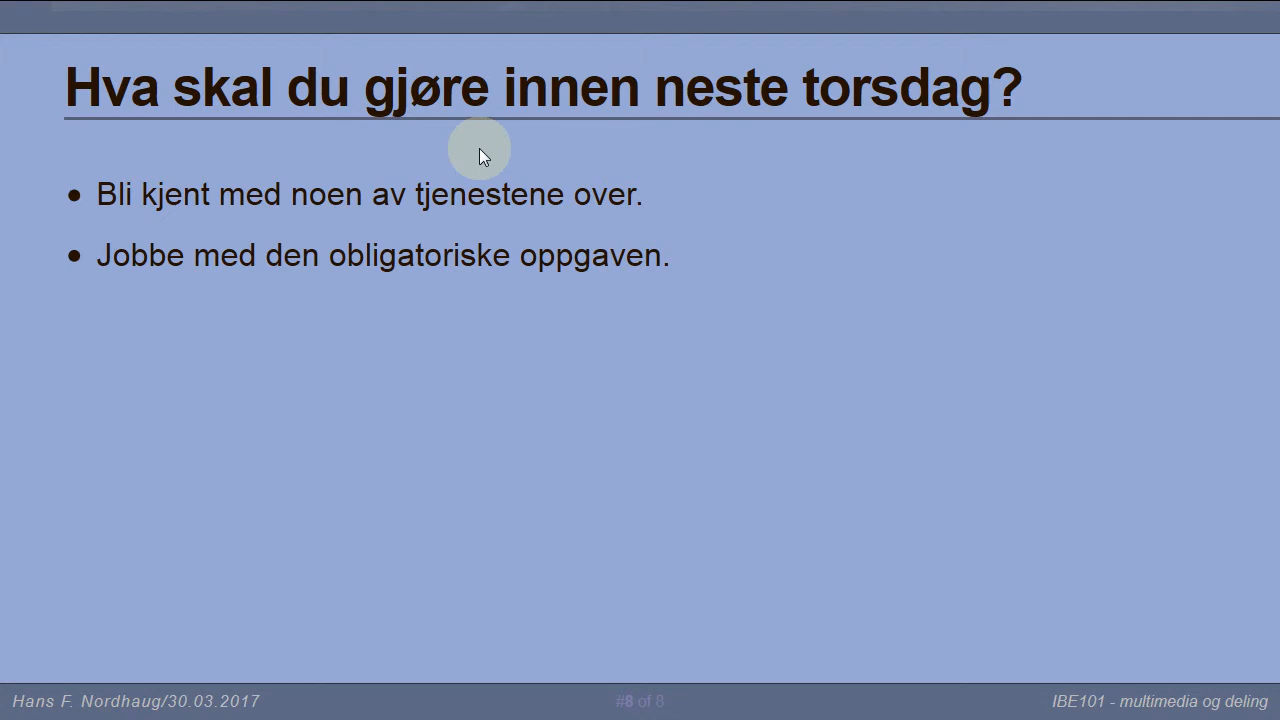 Hva skal du gjøre innen neste torsdag?
Bli kjent med noen av tjenestene over.
Jobbe med den obligatoriske oppgaven.
Hans F. Nordhaug/30.03.2017
#8 of 8
IBE101 - multimedia og deling